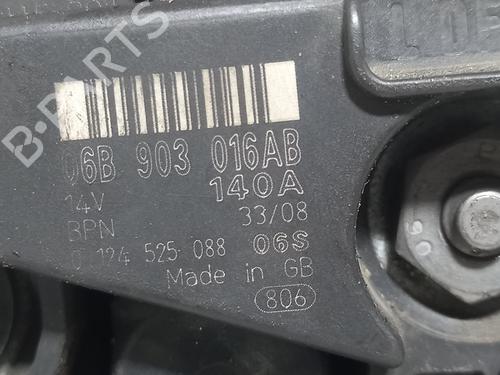 B-PARTS
06B 903 016AB
14V 140A
BPN 33/08
0 124 525 088 06S
Made in GB
806